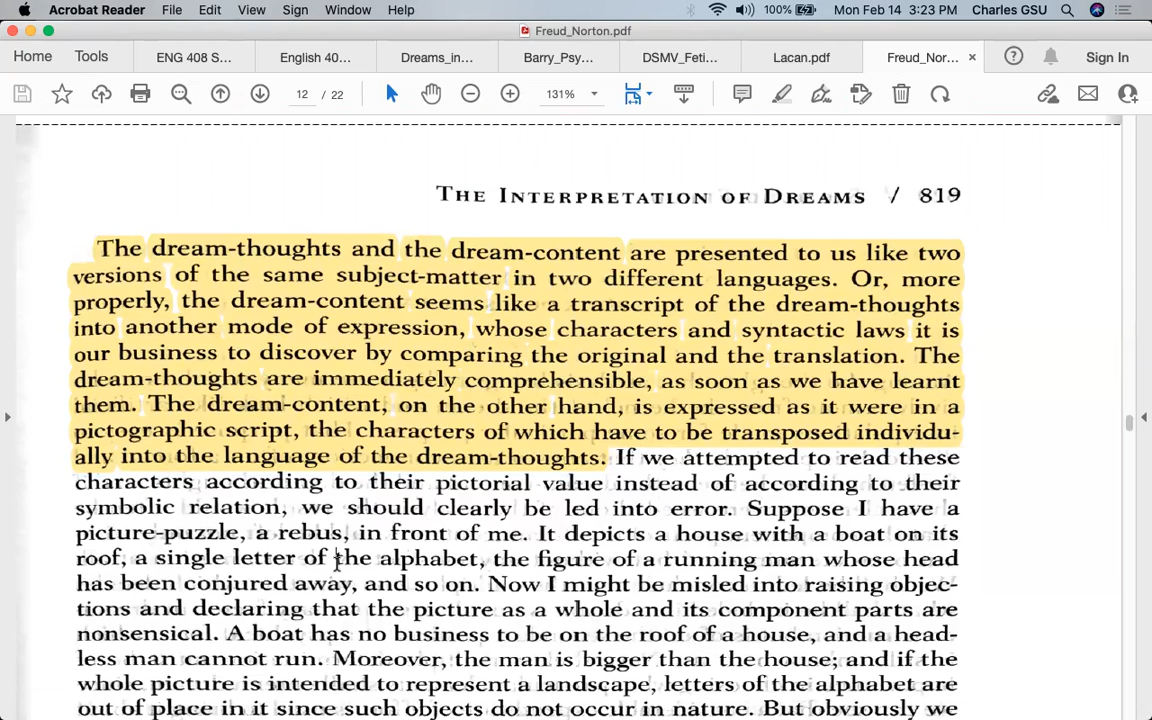 Acrobat Reader File Edit View Sign Window Help 100% Mon Feb 14 3:23 PM Charles GSU
Freud_Norton.pdf
Home Tools ENG 408 S... English 40... Dreams_in... Barry_Psy... DSMV_Feti... Lacan.pdf Freud_Nor... × ? Sign In
12 / 22 131%
THE INTERPRETATION OF DREAMS / 819
The dream-thoughts and the dream-content are presented to us like two
versions of the same subject-matter in two different languages. Or, more
properly, the dream-content seems like a transcript of the dream-thoughts
into another mode of expression, whose characters and syntactic laws it is
our business to discover by comparing the original and the translation. The
dream-thoughts are immediately comprehensible, as soon as we have learnt
them. The dream-content, on the other hand, is expressed as it were in a
pictographic script, the characters of which have to be transposed individu-
ally into the language of the dream-thoughts. If we attempted to read these
characters according to their pictorial value instead of according to their
symbolic relation, we should clearly be led into error. Suppose I have a
picture-puzzle, a rebus, in front of me. It depicts a house with a boat on its
roof, a single letter of the alphabet, the figure of a running man whose head
has been conjured away, and so on. Now I might be misled into raising objec-
tions and declaring that the picture as a whole and its component parts are
nonsensical. A boat has no business to be on the roof of a house, and a head-
less man cannot run. Moreover, the man is bigger than the house; and if the
whole picture is intended to represent a landscape, letters of the alphabet are
out of place in it since such objects do not occur in nature. But obviously we